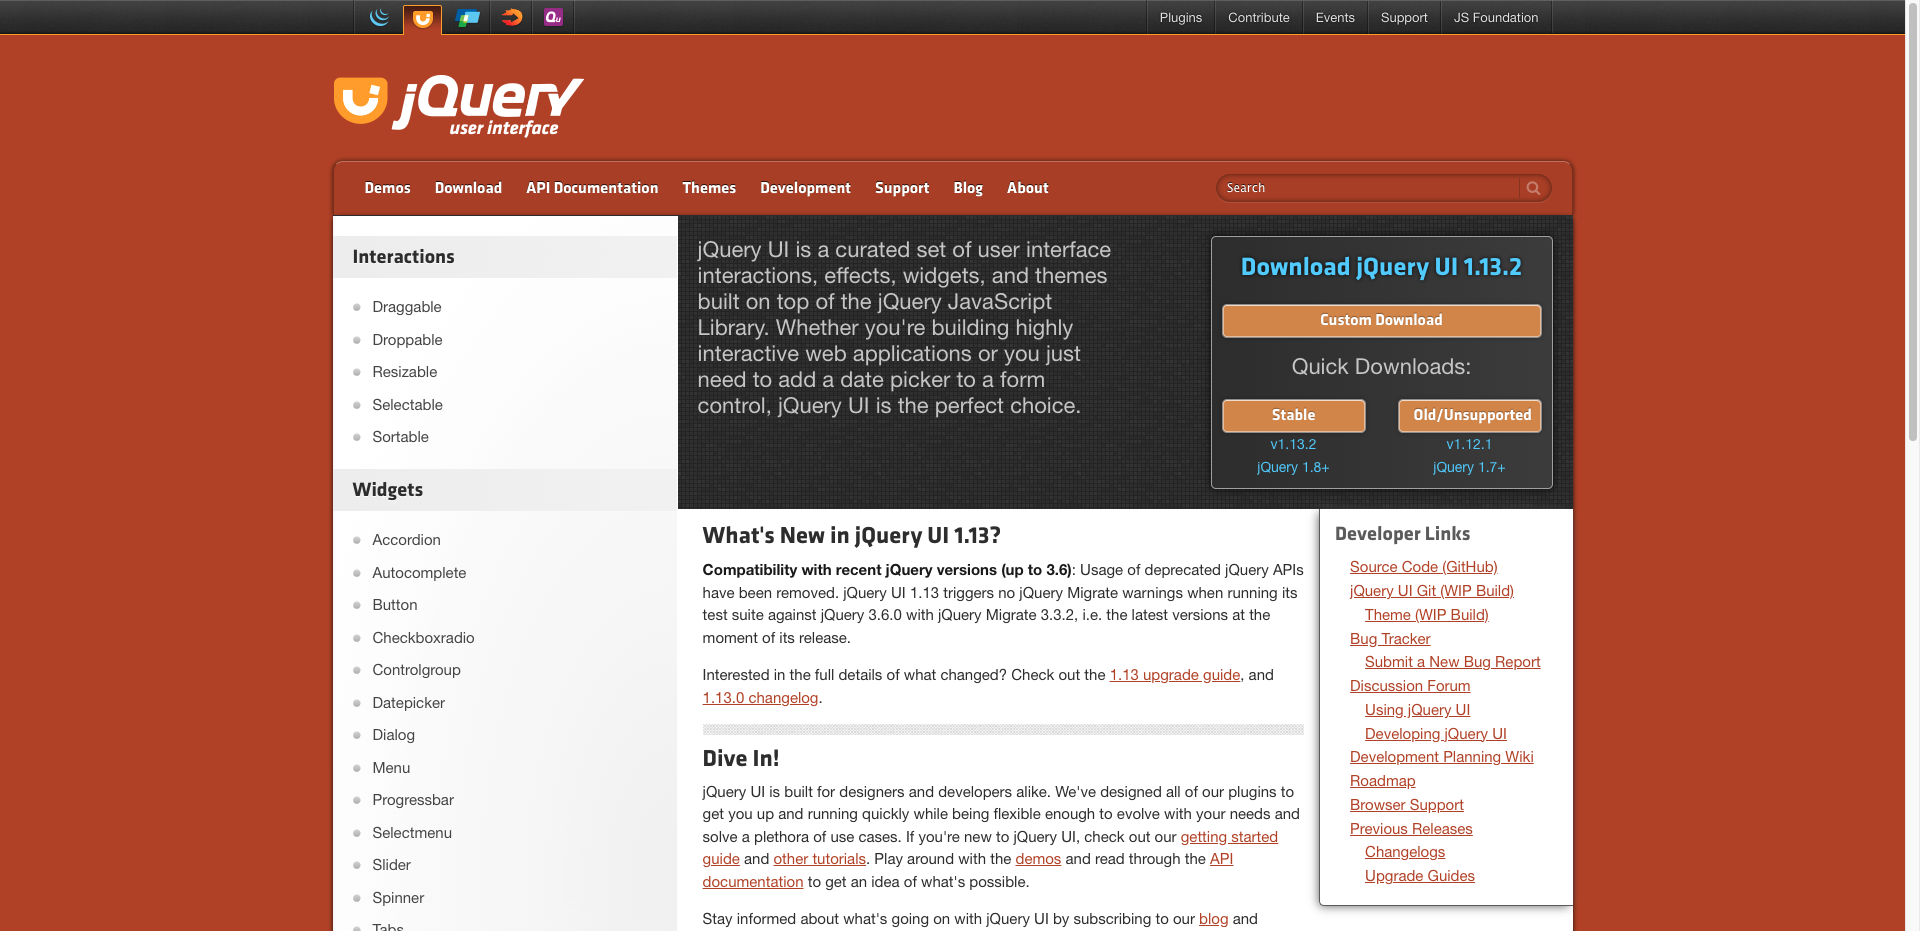 Plugins
Contribute
Events
Support
JS Foundation
jQuery
user interface
Demos
Download
API Documentation
Themes
Development
Support
Blog
About
Search
Interactions
Draggable
Droppable
Resizable
Selectable
Sortable
Widgets
Accordion
Autocomplete
Button
Checkboxradio
Controlgroup
Datepicker
Dialog
Menu
Progressbar
Selectmenu
Slider
Spinner
Tabs
jQuery UI is a curated set of user interface
interactions, effects, widgets, and themes
built on top of the jQuery JavaScript
Library. Whether you're building highly
interactive web applications or you just
need to add a date picker to a form
control, jQuery UI is the perfect choice.
Download jQuery UI 1.13.2
Custom Download
Quick Downloads:
Stable
v1.13.2
jQuery 1.8+
Old/Unsupported
v1.12.1
jQuery 1.7+
What's New in jQuery UI 1.13?
Compatibility with recent jQuery versions (up to 3.6): Usage of deprecated jQuery APIs
have been removed. jQuery UI 1.13 triggers no jQuery Migrate warnings when running its
test suite against jQuery 3.6.0 with jQuery Migrate 3.3.2, i.e. the latest versions at the
moment of its release.
Interested in the full details of what changed? Check out the 1.13 upgrade guide, and
1.13.0 changelog.
Dive In!
jQuery UI is built for designers and developers alike. We've designed all of our plugins to
get you up and running quickly while being flexible enough to evolve with your needs and
solve a plethora of use cases. If you're new to jQuery UI, check out our getting started
guide and other tutorials. Play around with the demos and read through the API
documentation to get an idea of what's possible.
Stay informed about what's going on with jQuery UI by subscribing to our blog and
Developer Links
Source Code (GitHub)
jQuery UI Git (WIP Build)
Theme (WIP Build)
Bug Tracker
Submit a New Bug Report
Discussion Forum
Using jQuery UI
Developing jQuery UI
Development Planning Wiki
Roadmap
Browser Support
Previous Releases
Changelogs
Upgrade Guides